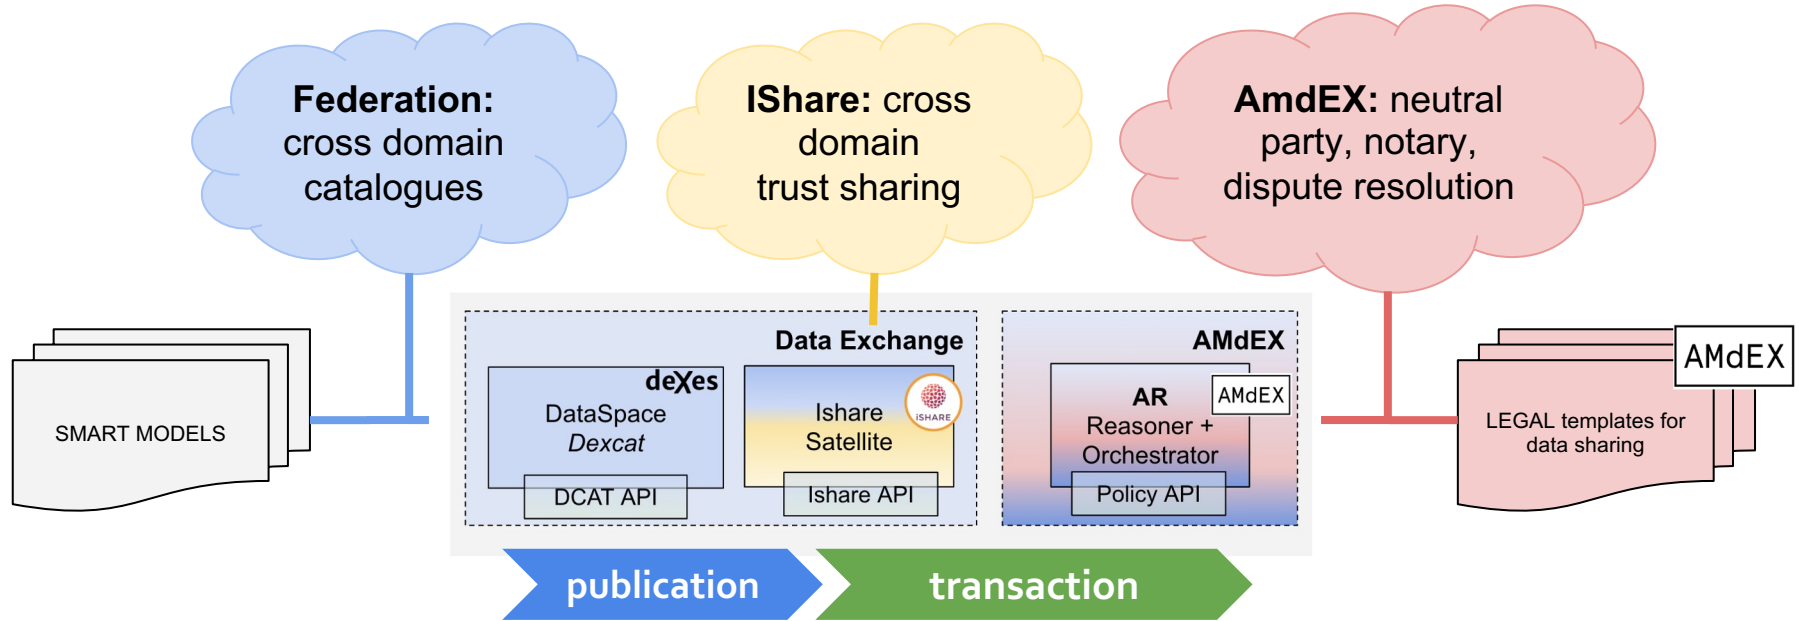 Federation:
cross domain
catalogues
IShare: cross
domain
trust sharing
AmdEX: neutral
party, notary,
dispute resolution
SMART MODELS
Data Exchange
deXes
DataSpace
Dexcat
DCAT API
Ishare
Satellite
iSHARE
Ishare API
AMdEX
AR
AMdEX
Reasoner +
Orchestrator
Policy API
AMdEX
LEGAL templates for
data sharing
publication
transaction